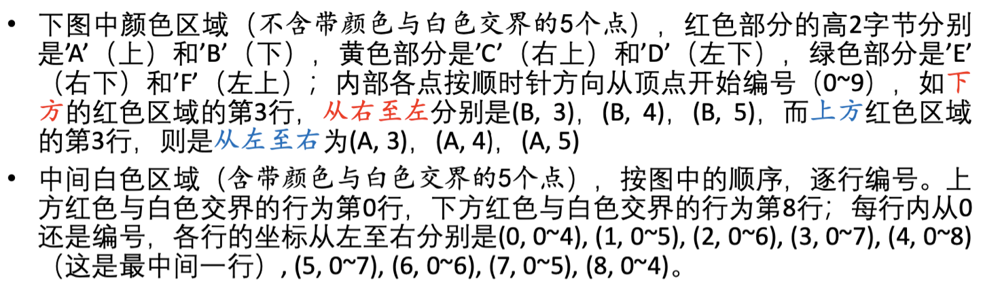 • 下图中颜色区域（不含带颜色与白色交界的5个点），红色部分的高2字节分别
是’A’（上）和’B’（下），黄色部分是’C’（右上）和’D’（左下），绿色部分是’E’
（右下）和’F’（左上）；内部各点按顺时针方向从顶点开始编号（0~9），如下
方的红色区域的第3行，从右至左分别是(B, 3)，(B, 4)，(B, 5)，而上方红色区域
的第3行，则是从左至右为(A, 3)，(A, 4)，(A, 5)
• 中间白色区域（含带颜色与白色交界的5个点），按图中的顺序，逐行编号。上
方红色与白色交界的行为第0行，下方红色与白色交界的行为第8行；每行内从0
还是编号，各行的坐标从左至右分别是(0, 0~4), (1, 0~5), (2, 0~6), (3, 0~7), (4, 0~8)
（这是最中间一行）, (5, 0~7), (6, 0~6), (7, 0~5), (8, 0~4)。